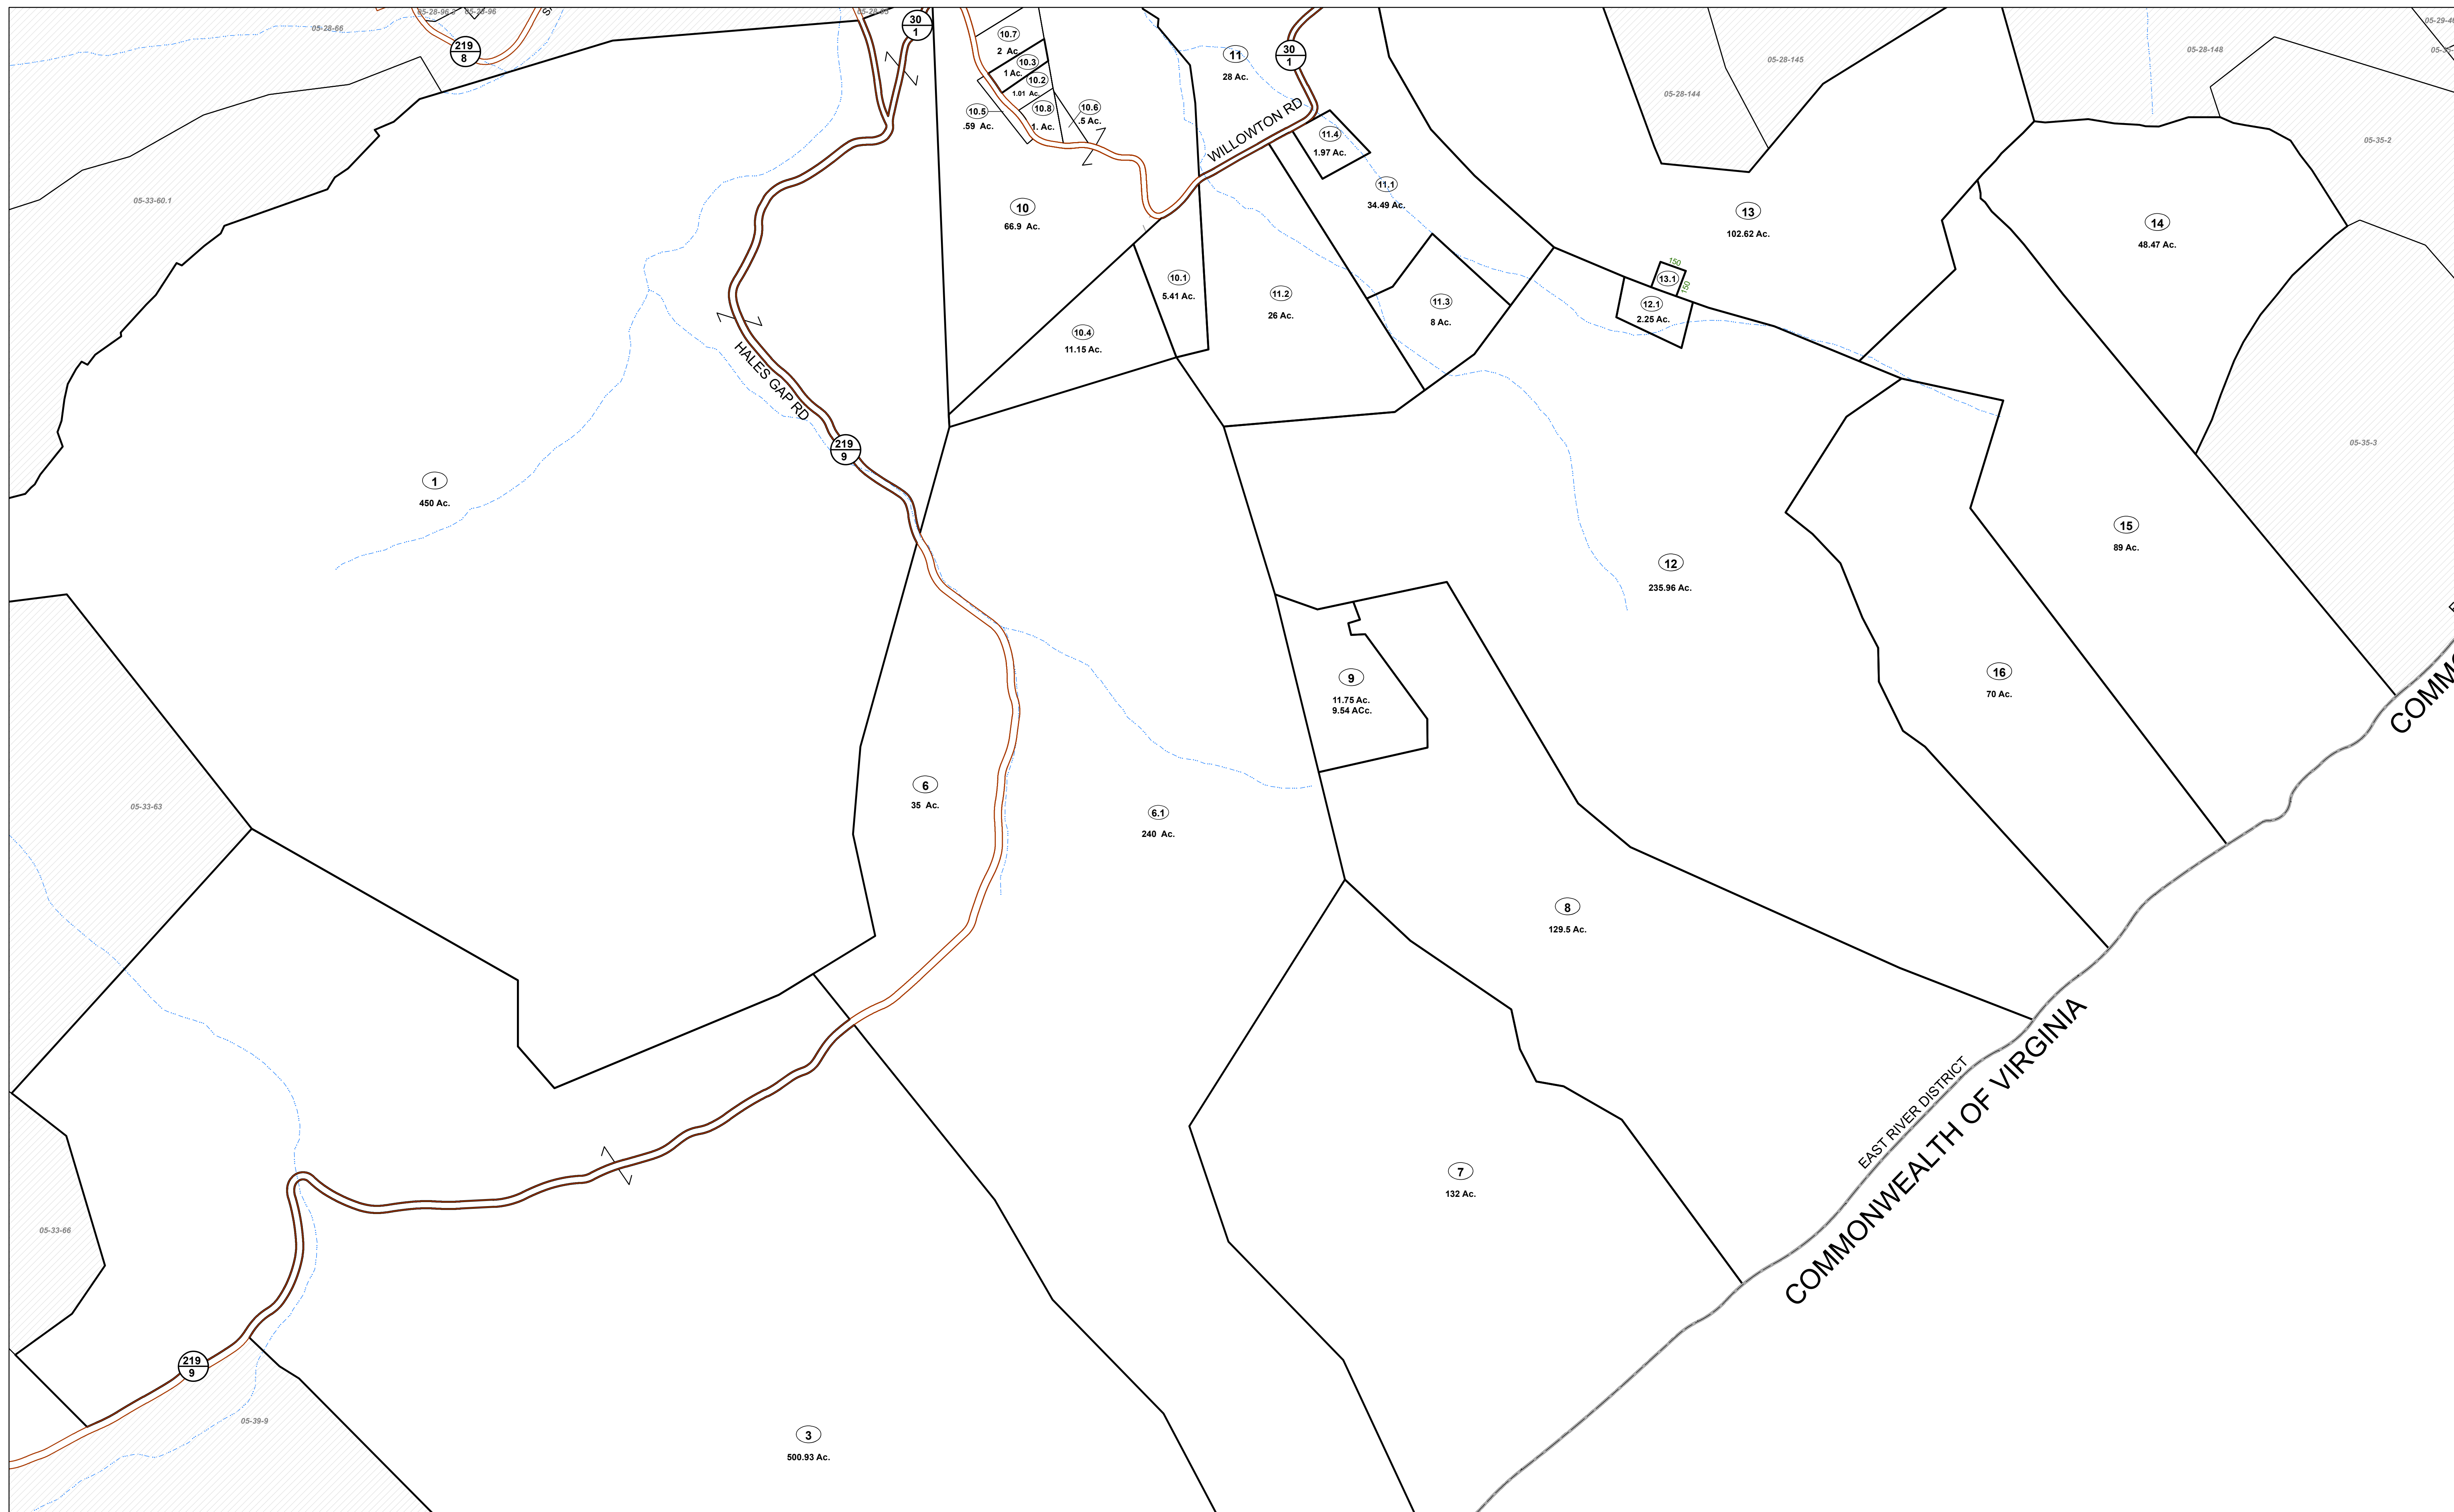 05-28-66
219
8
30
1
10.7
2 Ac.
10.3
1 Ac.
10.2
1.01 Ac.
10.5
.59 Ac.
10.8
1. Ac.
10.6
.5 Ac.
11
28 Ac.
30
1
WILLOWTON RD
11.4
1.97 Ac.
11.1
34.49 Ac.
05-28-145
05-28-144
05-28-148
05-35-2
05-33-60.1
10
66.9 Ac.
13
102.62 Ac.
14
48.47 Ac.
10.1
5.41 Ac.
11.2
26 Ac.
11.3
8 Ac.
150
13.1
150
12.1
2.25 Ac.
10.4
11.15 Ac.
HALES GAP RD
219
9
05-35-3
1
450 Ac.
15
89 Ac.
12
235.96 Ac.
16
70 Ac.
9
11.75 Ac.
9.54 ACc.
6
35 Ac.
6.1
240 Ac.
05-33-63
8
129.5 Ac.
7
132 Ac.
EAST RIVER DISTRICT
COMMONWEALTH OF VIRGINIA
05-33-66
219
9
05-39-9
3
500.93 Ac.